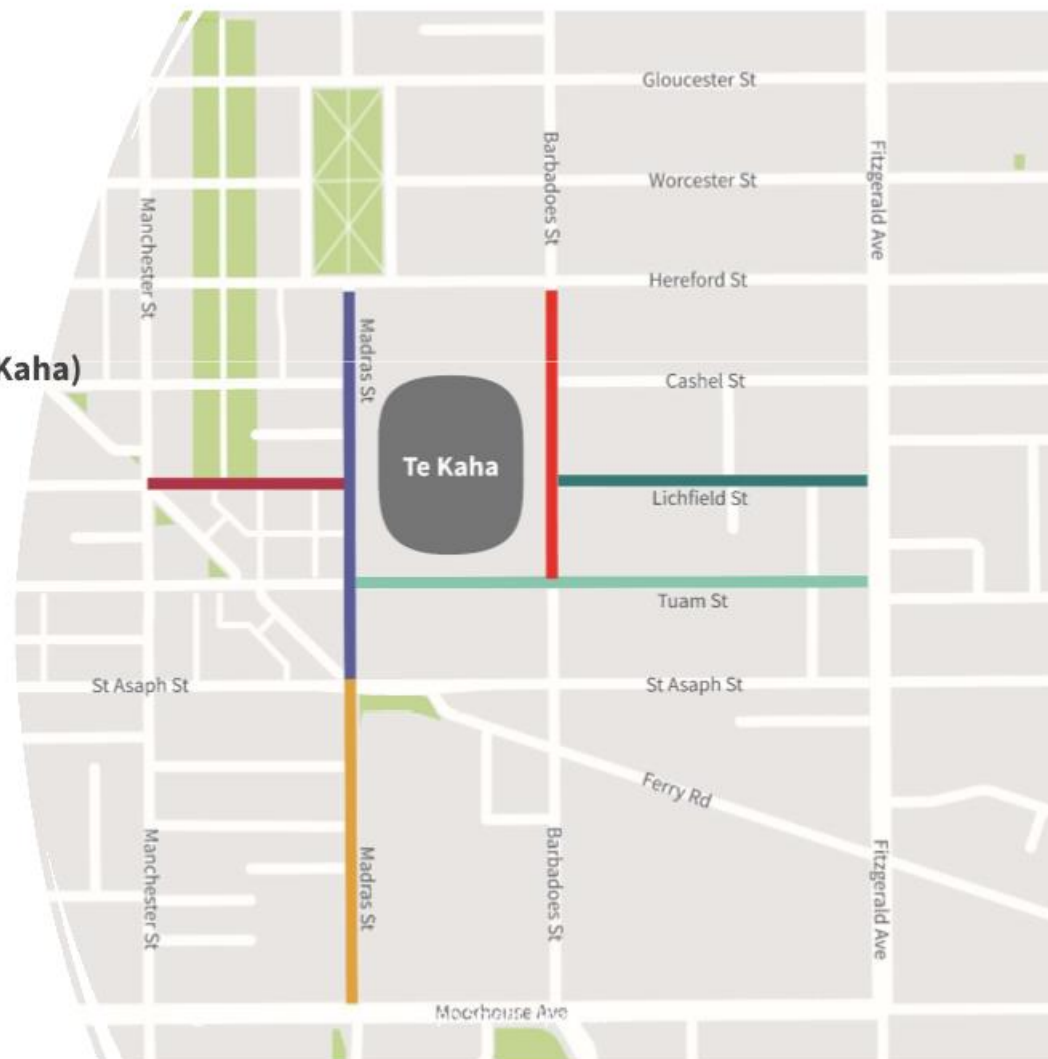 Gloucester St
Barbadoes St
Fitzgerald Ave
Worcester St
Manchester St
Hereford St
Madras St
Kaha)
Cashel St
Te Kaha
Lichfield St
Tuam St
St Asaph St
St Asaph St
Ferry Rd
Manchester St
Madras St
Barbadoes St
Fitzgerald Ave
Moorhouse Ave